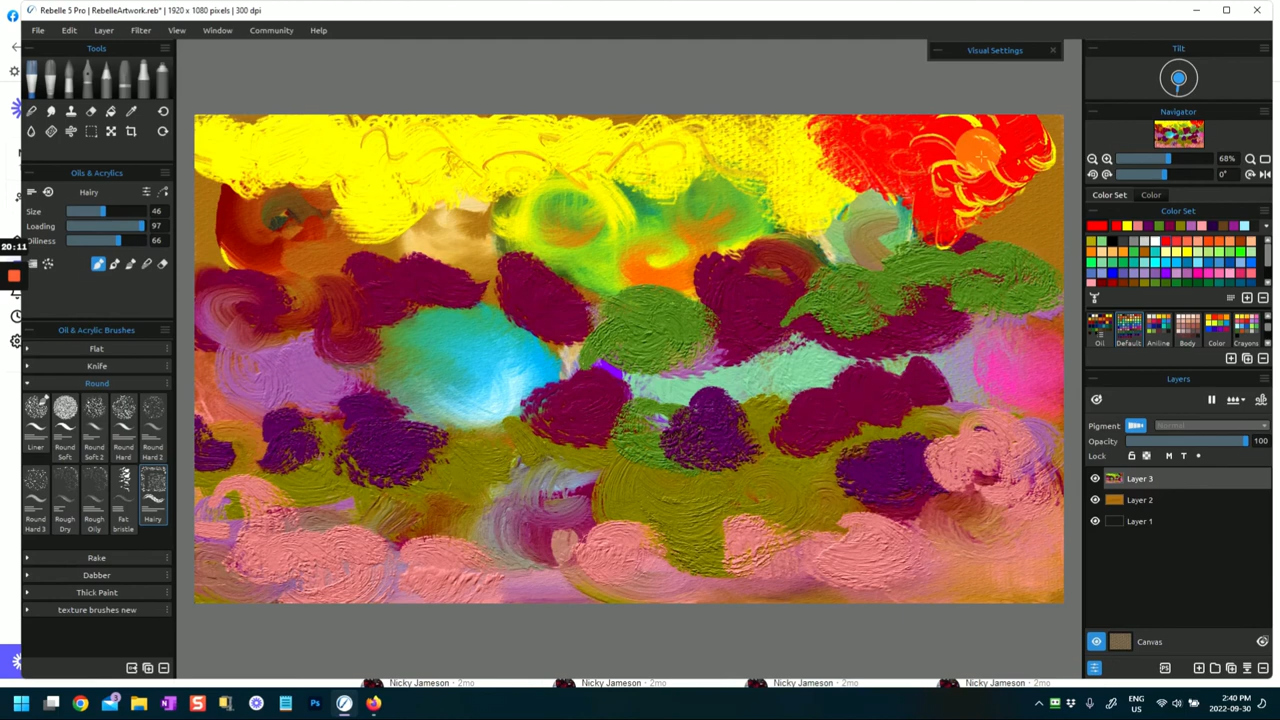 Rebelle 5 Pro | RebelleArtwork.reb* | 1920 x 1080 pixels | 300 dpi
File Edit Layer Filter View Window Community Help
Tools
Visual Settings
Tilt
Navigator
68%
0°
Oils & Acrylics
Hairy
Size 46
Loading 97
Oiliness 66
20:11
Color Set Color
Color Set
Oil Default Aniline Body Color Crayons
Oil & Acrylic Brushes
Flat
Knife
Round
Liner
Round Soft
Round Soft 2
Round Hard
Round Hard 2
Round Hard 3
Rough Dry
Rough Oily
Fat bristle
Hairy
Rake
Dabber
Thick Paint
texture brushes new
Layers
Pigment Normal
Opacity 100
Lock M T
Layer 3
Layer 2
Layer 1
Canvas
PS
Nicky Jameson · 2mo
Nicky Jameson · 2mo
Nicky Jameson · 2mo
Nicky Jameson · 2mo
ENG
US
2:40 PM
2022-09-30